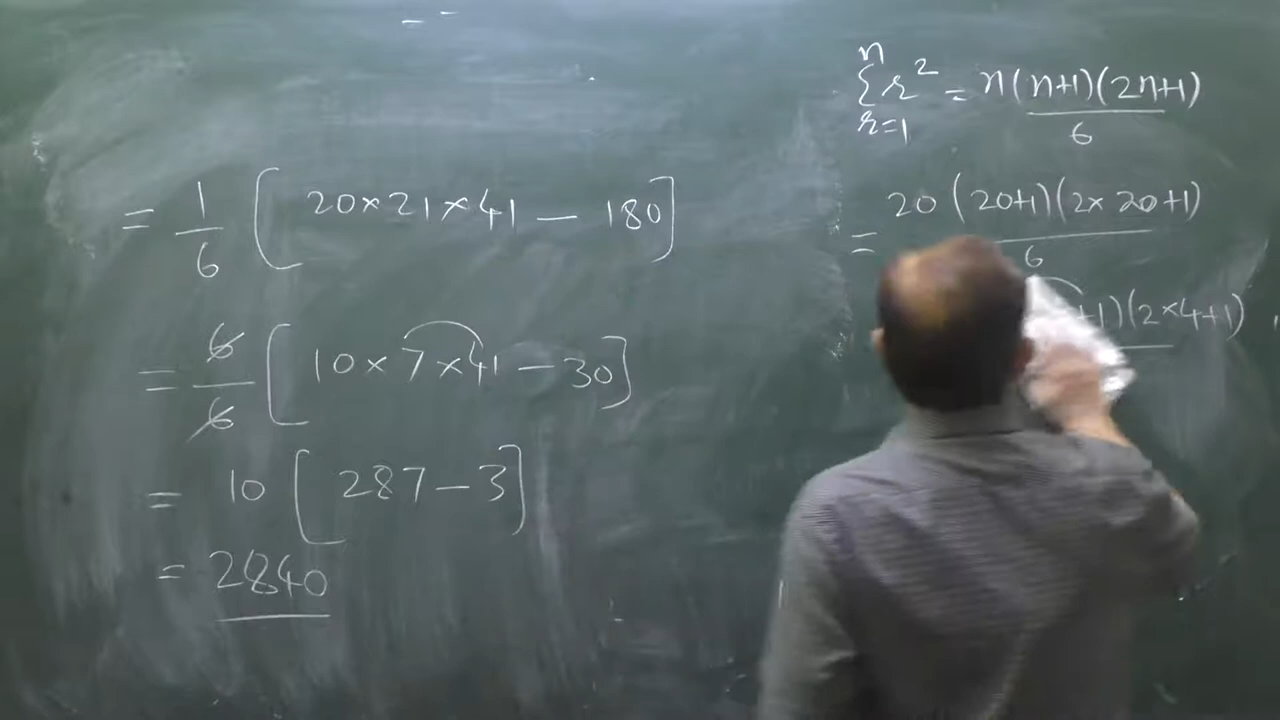 = 1/6 [ 20×21×41 — 180]
= 6/6 [ 10×7×41 — 30]
= 10 [ 287 — 3]
= 2840
n
Σ r² = n(n+1)(2n+1)
r=1 6
= 20 (20+1)(2× 20+1)
6
+1)(2×4+1)